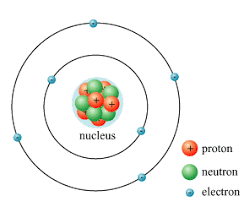 +
+
+
nucleus
+ proton
neutron
- electron